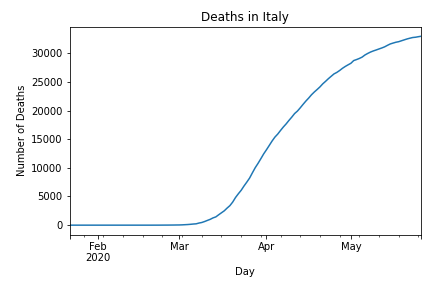 Deaths in Italy
Number of Deaths
30000
25000
20000
15000
10000
5000
0
Feb
2020
Mar
Apr
May
Day